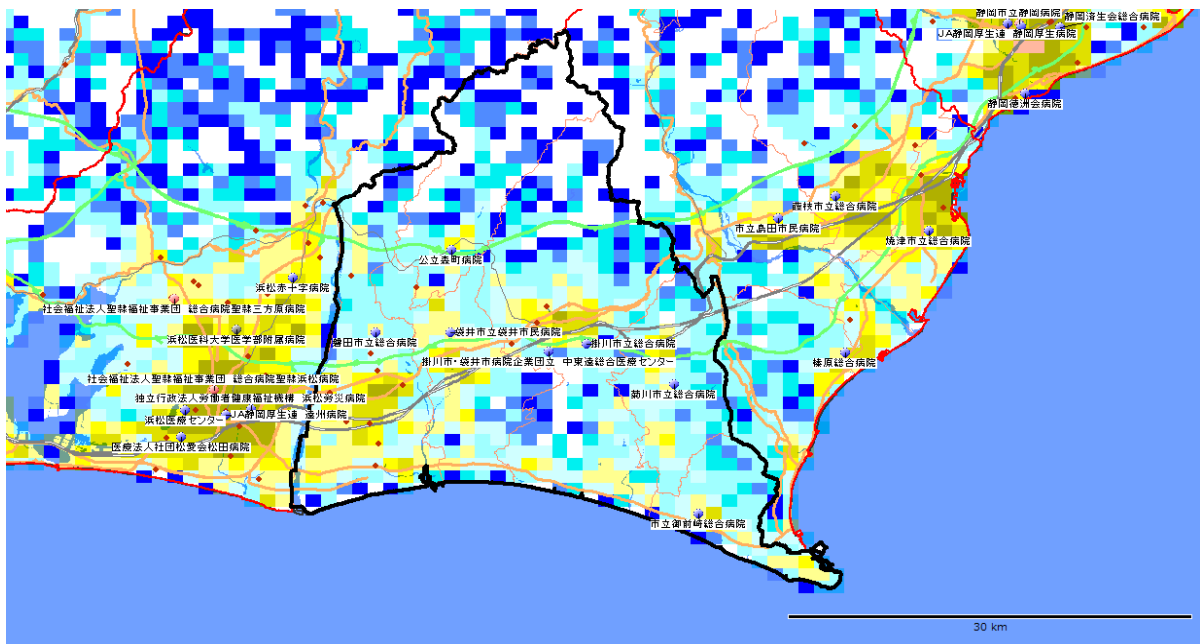 静岡市立静岡病院
静岡済生会総合病院
JA静岡厚生連 静岡厚生病院
静岡徳洲会病院
藤枝市立総合病院
市立島田市民病院
焼津市立総合病院
公立森町病院
浜松赤十字病院
社会福祉法人聖隷福祉事業団 総合病院聖隷三方原病院
浜松医科大学医学部附属病院
磐田市立総合病院
袋井市立袋井市民病院
掛川市立総合病院
掛川市・袋井市病院企業団立 中東遠総合医療センター
榛原総合病院
社会福祉法人聖隷福祉事業団 総合病院聖隷浜松病院
菊川市立総合病院
独立行政法人労働者健康福祉機構 浜松労災病院
浜松医療センター
JA静岡厚生連 遠州病院
医療法人社団松愛会松田病院
市立御前崎総合病院
30 km